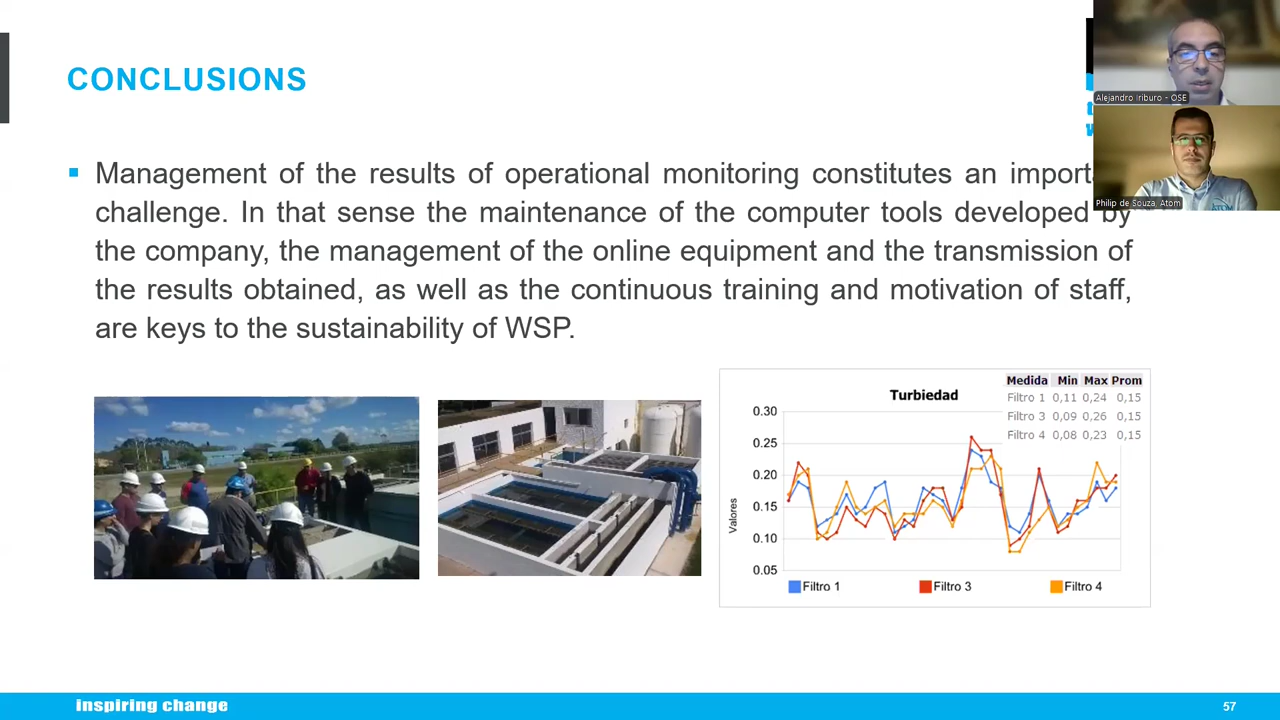 CONCLUSIONS
Alejandro Iriburo - OSE
Philip de Souza, Atom
Management of the results of operational monitoring constitutes an
challenge. In that sense the maintenance of the computer tools developed by
the company, the management of the online equipment and the transmission of
the results obtained, as well as the continuous training and motivation of staff,
are keys to the sustainability of WSP.
Turbiedad
Medida Min Max Prom
Filtro 1 0,11 0,24 0,15
Filtro 3 0,09 0,26 0,15
Filtro 4 0,08 0,23 0,15
Valores
0.30
0.25
0.20
0.15
0.10
0.05
Filtro 1 Filtro 3 Filtro 4
inspiring change
57